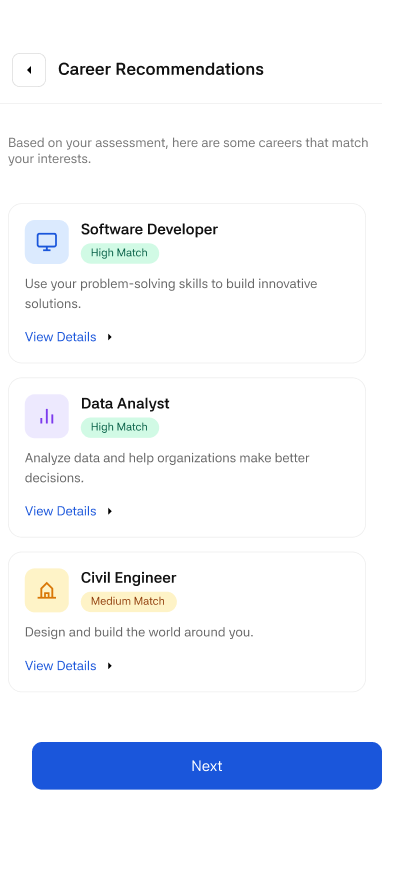 Career Recommendations
Based on your assessment, here are some careers that match
your interests.
Software Developer
High Match
Use your problem-solving skills to build innovative
solutions.
View Details
Data Analyst
High Match
Analyze data and help organizations make better
decisions.
View Details
Civil Engineer
Medium Match
Design and build the world around you.
View Details
Next